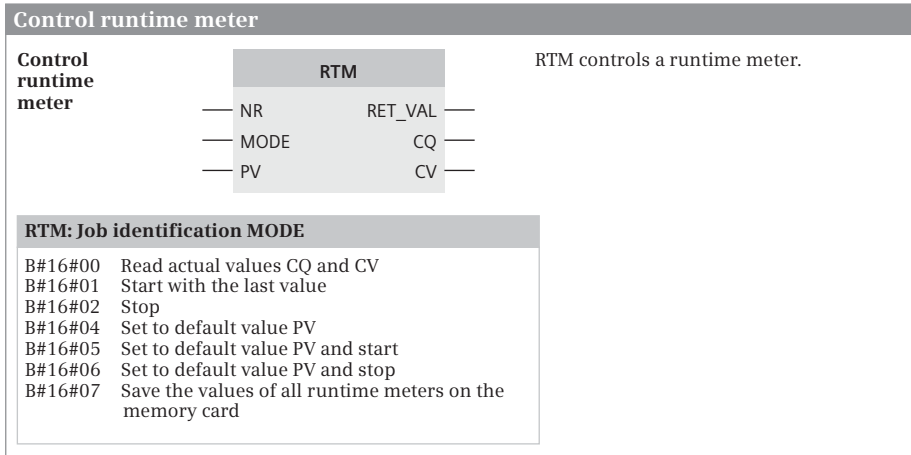 Control runtime meter
Control
runtime
meter
RTM
NR RET_VAL
MODE CQ
PV CV
RTM controls a runtime meter.
RTM: Job identification MODE
B#16#00 Read actual values CQ and CV
B#16#01 Start with the last value
B#16#02 Stop
B#16#04 Set to default value PV
B#16#05 Set to default value PV and start
B#16#06 Set to default value PV and stop
B#16#07 Save the values of all runtime meters on the
memory card